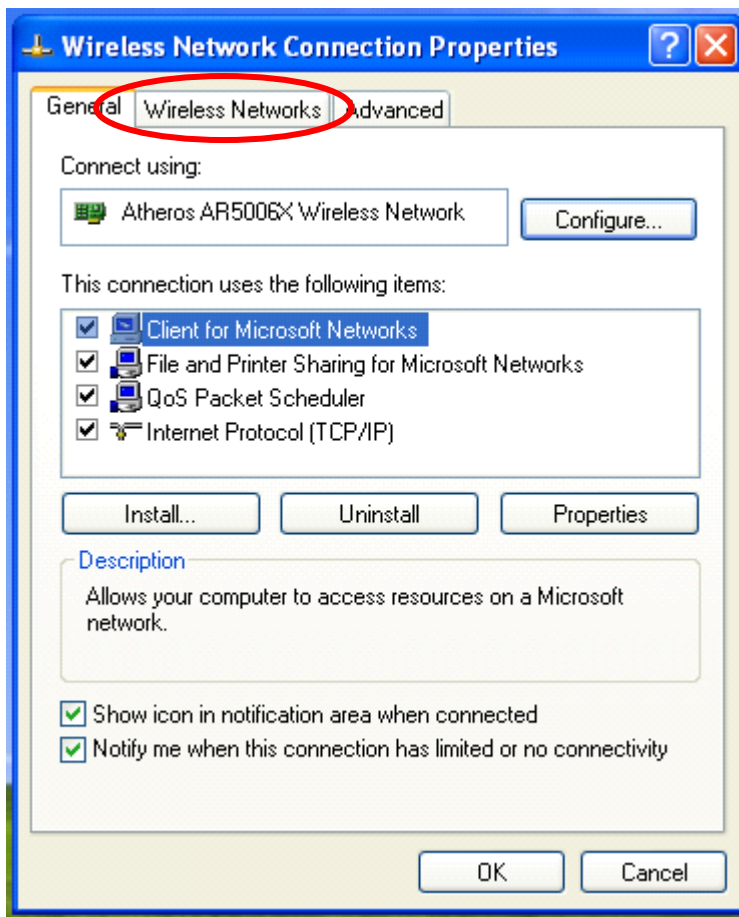 Wireless Network Connection Properties
General Wireless Networks Advanced
Connect using:
Atheros AR5006X Wireless Network Configure...
This connection uses the following items:
Client for Microsoft Networks
File and Printer Sharing for Microsoft Networks
QoS Packet Scheduler
Internet Protocol (TCP/IP)
Install... Uninstall Properties
Description
Allows your computer to access resources on a Microsoft
network.
Show icon in notification area when connected
Notify me when this connection has limited or no connectivity
OK Cancel